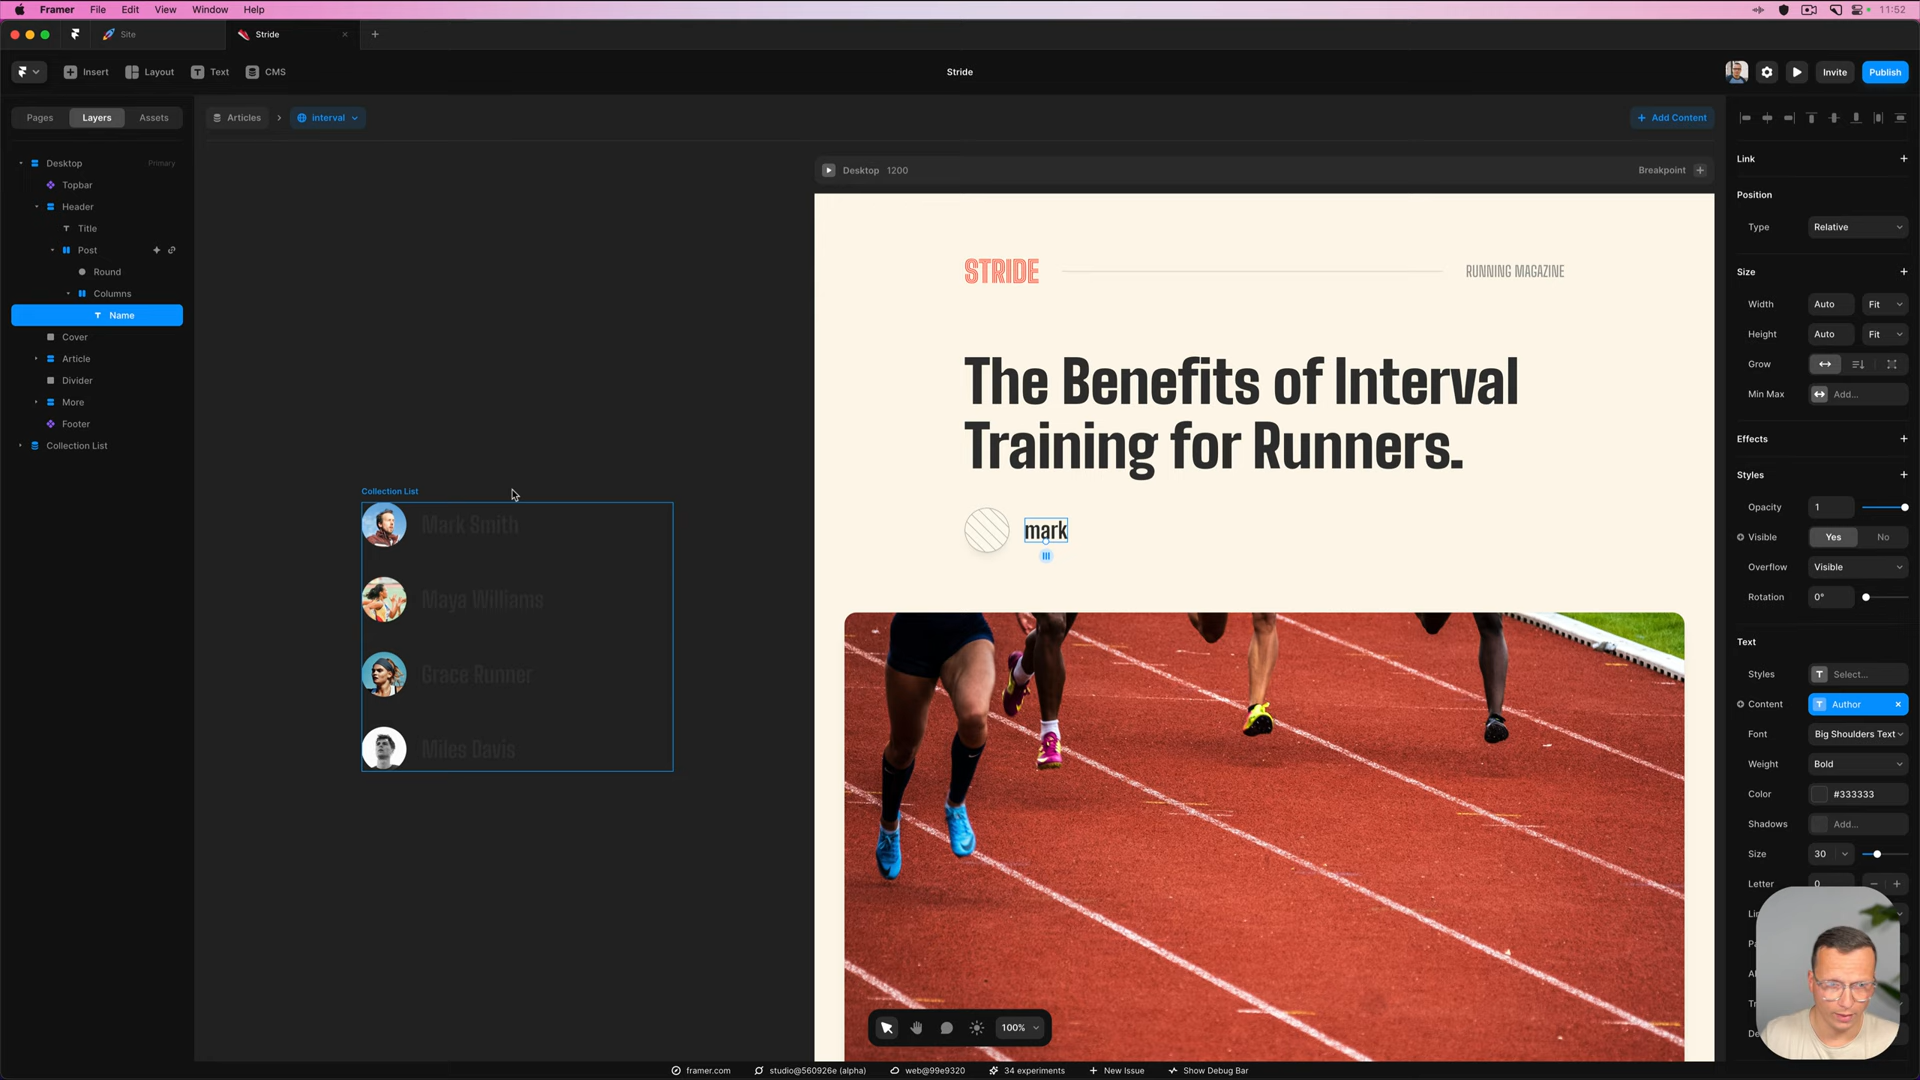 Framer File Edit View Window Help 11:52
Site Stride
Insert Layout Text CMS Stride Invite Publish
Pages Layers Assets
Desktop Primary
Topbar
Header
Title
Post
Round
Columns
Name
Cover
Article
Divider
More
Footer
Collection List
Articles interval Add Content
Desktop 1200 Breakpoint
STRIDE RUNNING MAGAZINE
The Benefits of Interval
Training for Runners.
mark
Collection List
Mark Smith
Maya Williams
Grace Runner
Miles Davis
100%
Link
Position
Type Relative
Size
Width Auto Fit
Height Auto Fit
Grow
Min Max Add...
Effects
Styles
Opacity 1
Visible Yes No
Overflow Visible
Rotation 0°
Text
Styles Select...
Content Author
Font Big Shoulders Text
Weight Bold
Color #333333
Shadows Add...
Size 30
Letter 0
framer.com studio@560926e (alpha) web@99e9320 34 experiments New Issue Show Debug Bar